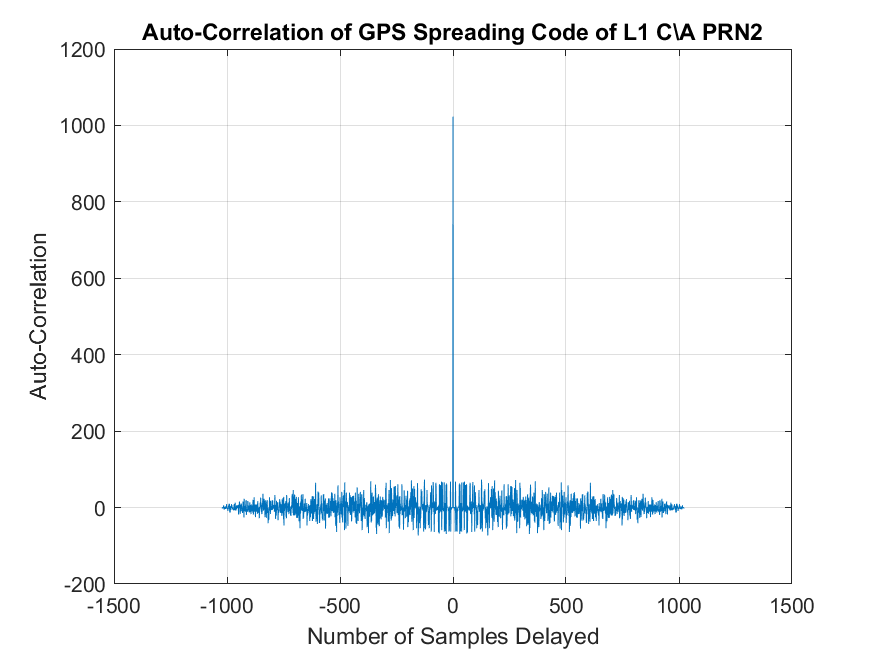 Auto-Correlation of GPS Spreading Code of L1 C\A PRN2
1200
1000
800
600
400
200
0
-200
-1500 -1000 -500 0 500 1000 1500
Auto-Correlation
Number of Samples Delayed